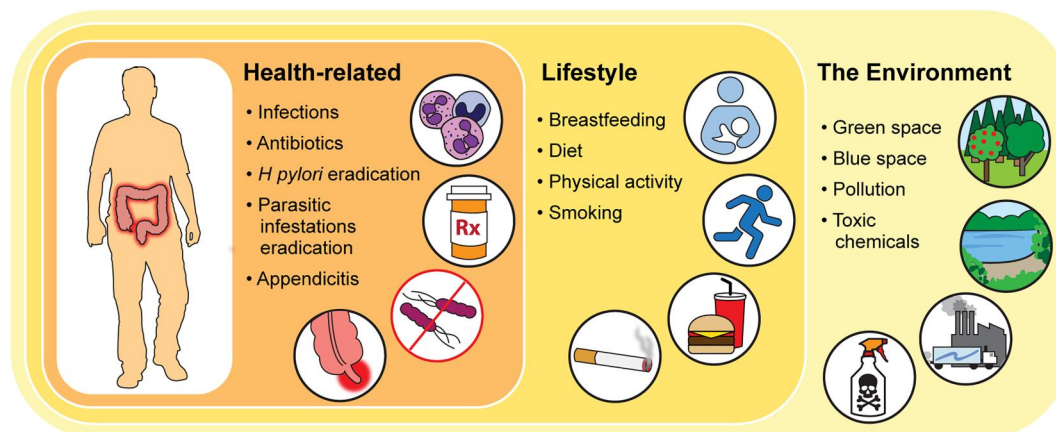 Health-related
• Infections
• Antibiotics
• H pylori eradication
• Parasitic
infestations
eradication
• Appendicitis
Rx
Lifestyle
• Breastfeeding
• Diet
• Physical activity
• Smoking
The Environment
• Green space
• Blue space
• Pollution
• Toxic
chemicals